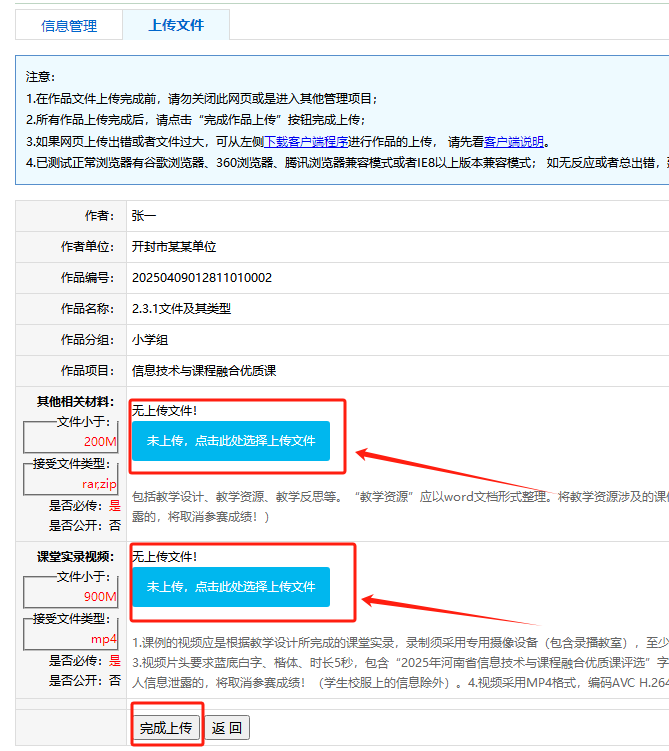 信息管理
上传文件
注意：
1.在作品文件上传完成前，请勿关闭此网页或是进入其他管理项目；
2.所有作品上传完成后，请点击“完成作品上传”按钮完成上传；
3.如果网页上传出错或者文件过大，可从左侧下载客户端程序进行作品的上传， 请先看客户端说明。
4.已测试正常浏览器有谷歌浏览器、360浏览器、腾讯浏览器兼容模式或者IE8以上版本兼容模式； 如无反应或者总出错，
作者： 张一
作者单位： 开封市某某单位
作品编号： 20250409012811010002
作品名称： 2.3.1文件及其类型
作品分组： 小学组
作品项目： 信息技术与课程融合优质课
其他相关材料：
文件小于：
200M
接受文件类型：
rar,zip
是否必传：是
是否公开：否
无上传文件!
未上传，点击此处选择上传文件
包括教学设计、教学资源、教学反思等。“教学资源”应以word文档形式整理。将教学资源涉及的课
露的，将取消参赛成绩！）
课堂实录视频：
文件小于：
900M
接受文件类型：
mp4
是否必传：是
是否公开：否
无上传文件!
未上传，点击此处选择上传文件
1.课例的视频应是根据教学设计所完成的课堂实录，录制须采用专用摄像设备（包含录播教室），至少
3.视频片头要求蓝底白字、楷体、时长5秒，包含“2025年河南省信息技术与课程融合优质课评选”字
人信息泄露的，将取消参赛成绩！（学生校服上的信息除外）。4.视频采用MP4格式，编码AVC H.264
完成上传
返 回